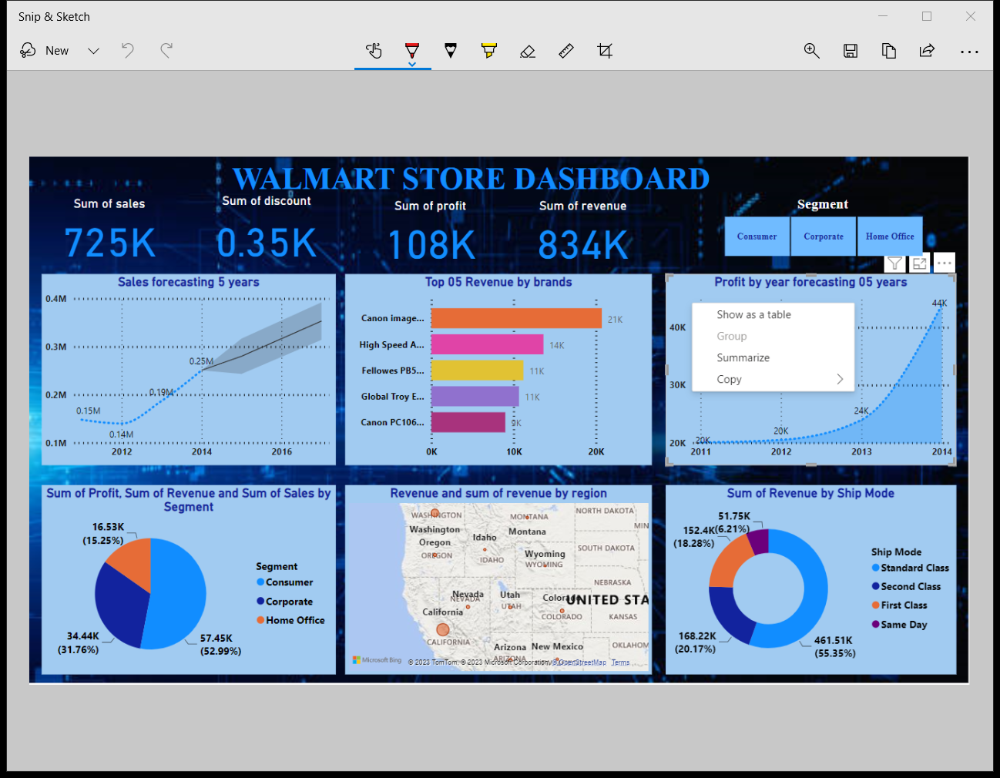 Snip & Sketch
New
WALMART STORE DASHBOARD
Sum of sales
725K
Sum of discount
0.35K
Sum of profit
108K
Sum of revenue
834K
Segment
Consumer
Corporate
Home Office
Sales forecasting 5 years
0.4M
0.3M
0.2M
0.1M
0.15M
0.14M
0.19M
0.25M
2012
2014
2016
Top 05 Revenue by brands
Canon image...
21K
High Speed A...
14K
Fellowes PB5...
11K
Global Troy E...
11K
Canon PC106...
9K
0K
10K
20K
Profit by year forecasting 05 years
Show as a table
Group
Summarize
Copy
40K
30K
20K
20K
20K
24K
44K
2011
2012
2013
2014
Sum of Profit, Sum of Revenue and Sum of Sales by
Segment
16.53K
(15.25%)
34.44K
(31.76%)
57.45K
(52.99%)
Segment
Consumer
Corporate
Home Office
Revenue and sum of revenue by region
WASHINGTON
Washington
Oregon
OREGON
Idaho
IDAHO
MONTANA
Montana
Wyoming
WYOMING
NORTH DAKOTA
MIN
SOUTH DAKOTA
NEBRASKA
Nevada
NEVADA
Utah
UTAH
Colorado
COLORADO
UNITED STA
KANSAS
California
CALIFORNIA
Arizona
ARIZONA
New Mexico
OKLAHOM
Microsoft Bing
© 2023 TomTom, © 2023 Microsoft Corporation, © OpenStreetMap Terms
Sum of Revenue by Ship Mode
51.75K
(6.21%)
152.4K
(18.28%)
168.22K
(20.17%)
461.51K
(55.35%)
Ship Mode
Standard Class
Second Class
First Class
Same Day